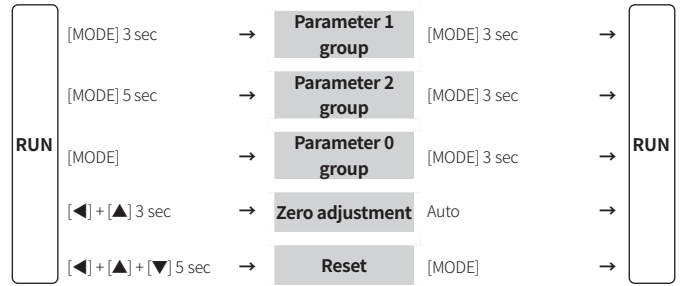 [MODE] 3 sec → Parameter 1 group [MODE] 3 sec →
[MODE] 5 sec → Parameter 2 group [MODE] 3 sec →
RUN
[MODE] → Parameter 0 group [MODE] 3 sec →
RUN
[◀] + [▲] 3 sec → Zero adjustment Auto →
[◀] + [▲] + [▼] 5 sec → Reset [MODE] →